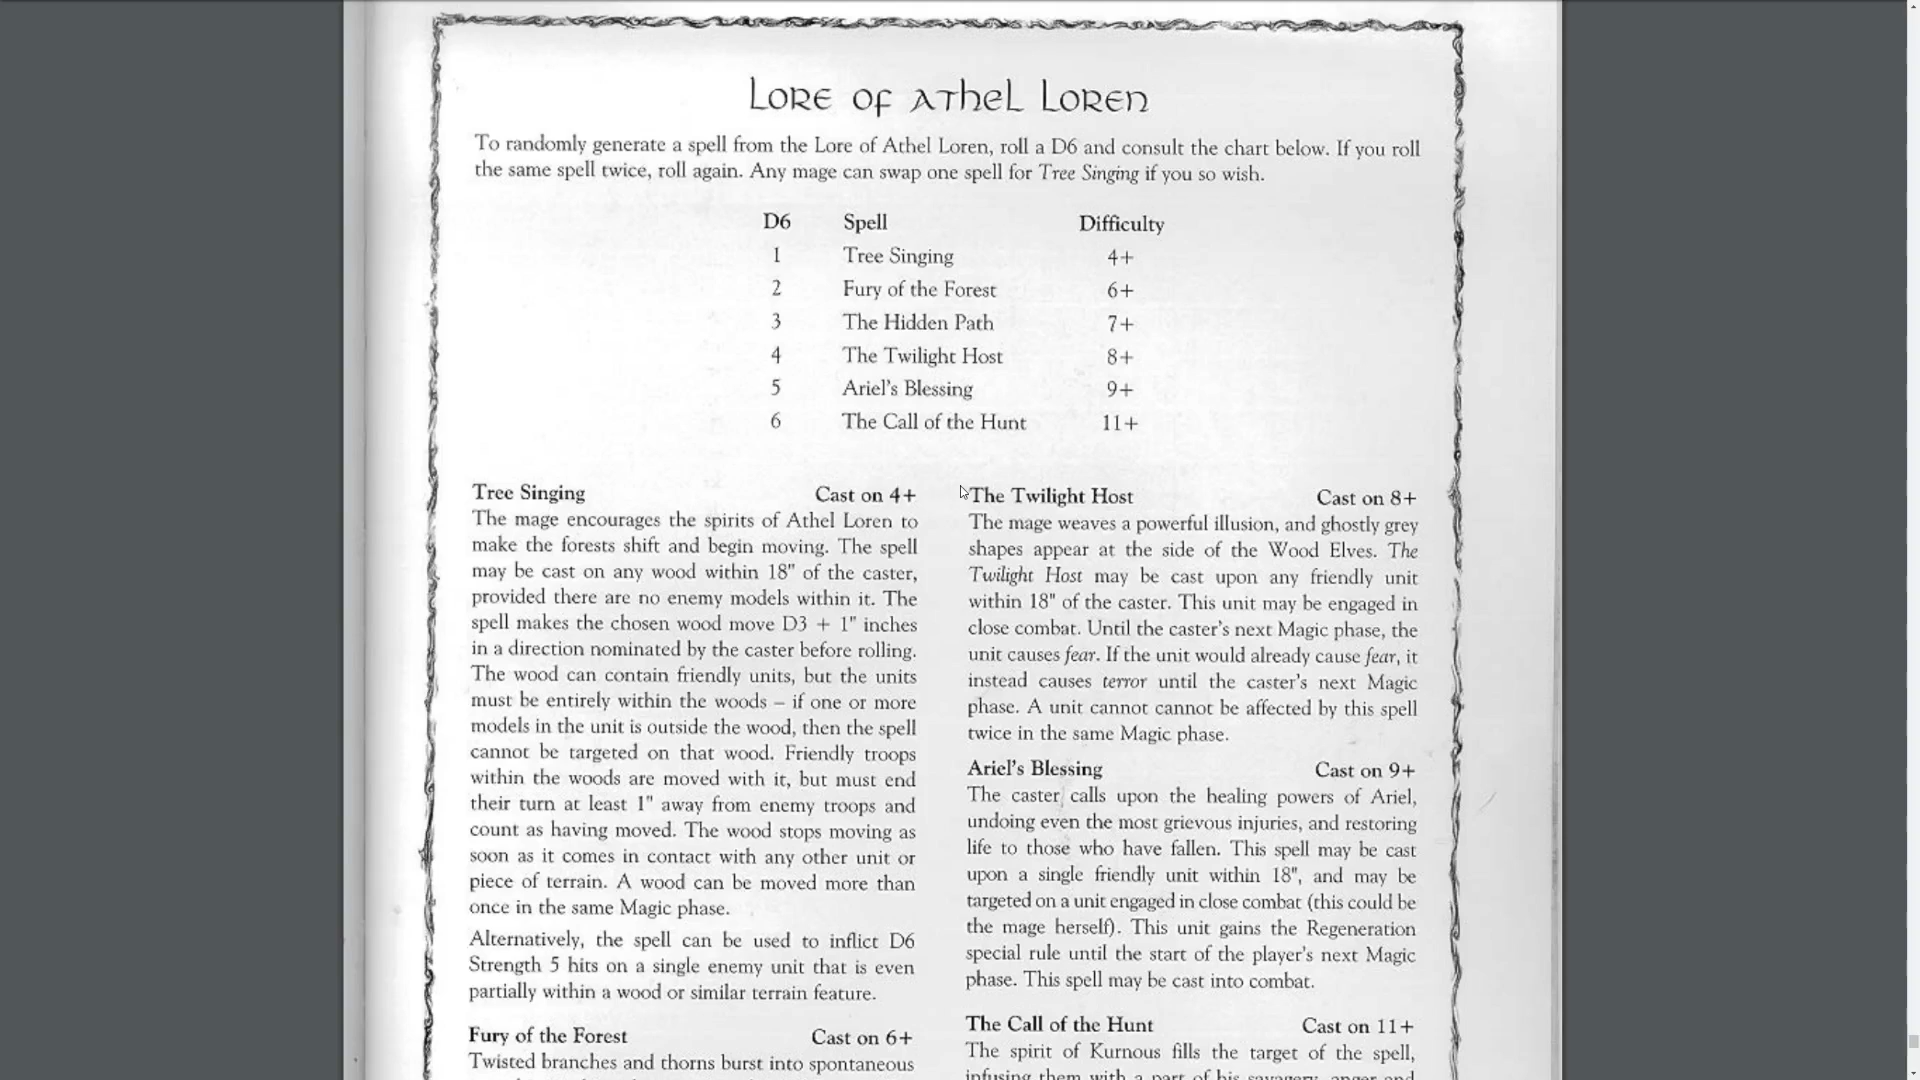 Lore of Athel Loren
To randomly generate a spell from the Lore of Athel Loren, roll a D6 and consult the chart below. If you roll
the same spell twice, roll again. Any mage can swap one spell for Tree Singing if you so wish.
D6 Spell Difficulty
1 Tree Singing 4+
2 Fury of the Forest 6+
3 The Hidden Path 7+
4 The Twilight Host 8+
5 Ariel's Blessing 9+
6 The Call of the Hunt 11+
Tree Singing Cast on 4+
The mage encourages the spirits of Athel Loren to
make the forests shift and begin moving. The spell
may be cast on any wood within 18" of the caster,
provided there are no enemy models within it. The
spell makes the chosen wood move D3 + 1" inches
in a direction nominated by the caster before rolling.
The wood can contain friendly units, but the units
must be entirely within the woods – if one or more
models in the unit is outside the wood, then the spell
cannot be targeted on that wood. Friendly troops
within the woods are moved with it, but must end
their turn at least 1" away from enemy troops and
count as having moved. The wood stops moving as
soon as it comes in contact with any other unit or
piece of terrain. A wood can be moved more than
once in the same Magic phase.
Alternatively, the spell can be used to inflict D6
Strength 5 hits on a single enemy unit that is even
partially within a wood or similar terrain feature.
Fury of the Forest Cast on 6+
Twisted branches and thorns burst into spontaneous
The Twilight Host Cast on 8+
The mage weaves a powerful illusion, and ghostly grey
shapes appear at the side of the Wood Elves. The
Twilight Host may be cast upon any friendly unit
within 18" of the caster. This unit may be engaged in
close combat. Until the caster's next Magic phase, the
unit causes fear. If the unit would already cause fear, it
instead causes terror until the caster's next Magic
phase. A unit cannot cannot be affected by this spell
twice in the same Magic phase.
Ariel's Blessing Cast on 9+
The caster calls upon the healing powers of Ariel,
undoing even the most grievous injuries, and restoring
life to those who have fallen. This spell may be cast
upon a single friendly unit within 18", and may be
targeted on a unit engaged in close combat (this could be
the mage herself). This unit gains the Regeneration
special rule until the start of the player's next Magic
phase. This spell may be cast into combat.
The Call of the Hunt Cast on 11+
The spirit of Kurnous fills the target of the spell,
infusing them with a part of his savagery, anger and